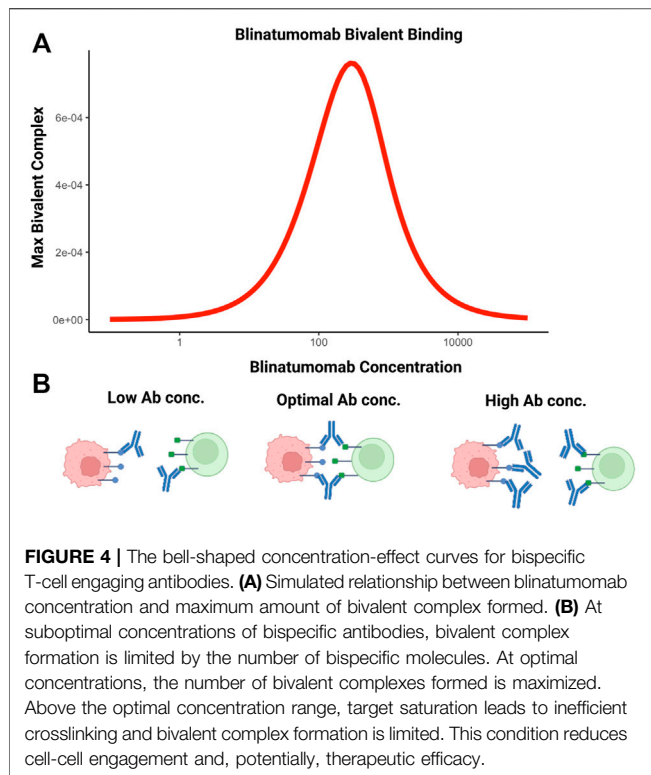 A
Blinatumomab Bivalent Binding
Max Bivalent Complex
6e-04
4e-04
2e-04
0e+00
1
100
10000
Blinatumomab Concentration
B
Low Ab conc.
Optimal Ab conc.
High Ab conc.
FIGURE 4 | The bell-shaped concentration-effect curves for bispecific
T-cell engaging antibodies. (A) Simulated relationship between blinatumomab
concentration and maximum amount of bivalent complex formed. (B) At
suboptimal concentrations of bispecific antibodies, bivalent complex
formation is limited by the number of bispecific molecules. At optimal
concentrations, the number of bivalent complexes formed is maximized.
Above the optimal concentration range, target saturation leads to inefficient
crosslinking and bivalent complex formation is limited. This condition reduces
cell-cell engagement and, potentially, therapeutic efficacy.